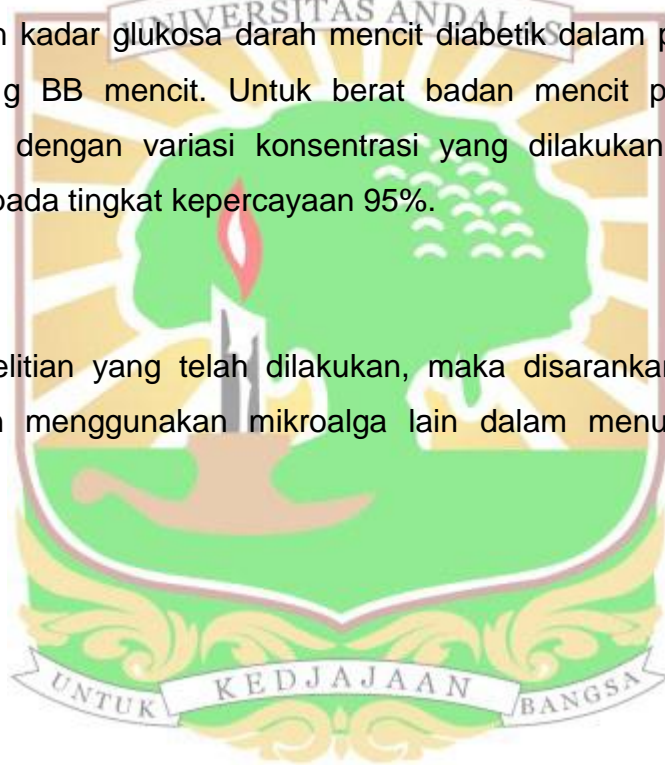 UNIVERSITAS ANDALAS
n kadar glukosa darah mencit diabetik dalam p
g BB mencit. Untuk berat badan mencit p
dengan variasi konsentrasi yang dilakukan
pada tingkat kepercayaan 95%.
elitian yang telah dilakukan, maka disarankan
n menggunakan mikroalga lain dalam menu
UNTUK KEDJAJAAN BANGSA